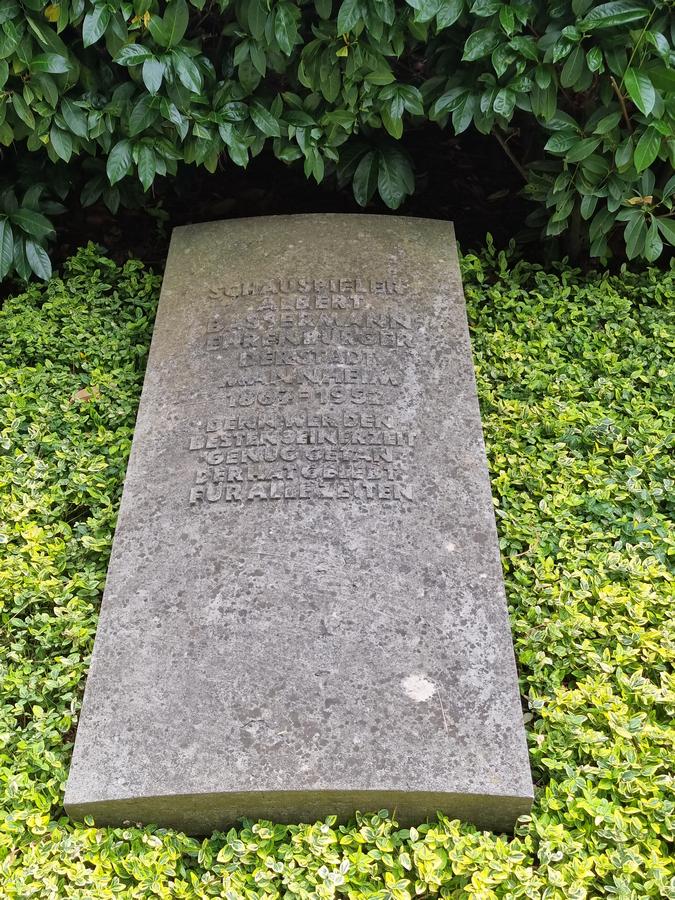 SCHAUSPIELER
ALBERT
BASSERMANN
EHRENBÜRGER
DER STADT
MANNHEIM
1867-1952
DENN WER DEN
BESTEN SEINER ZEIT
GENUG GETAN
DER HAT GELEBT
FÜR ALLE ZEITEN